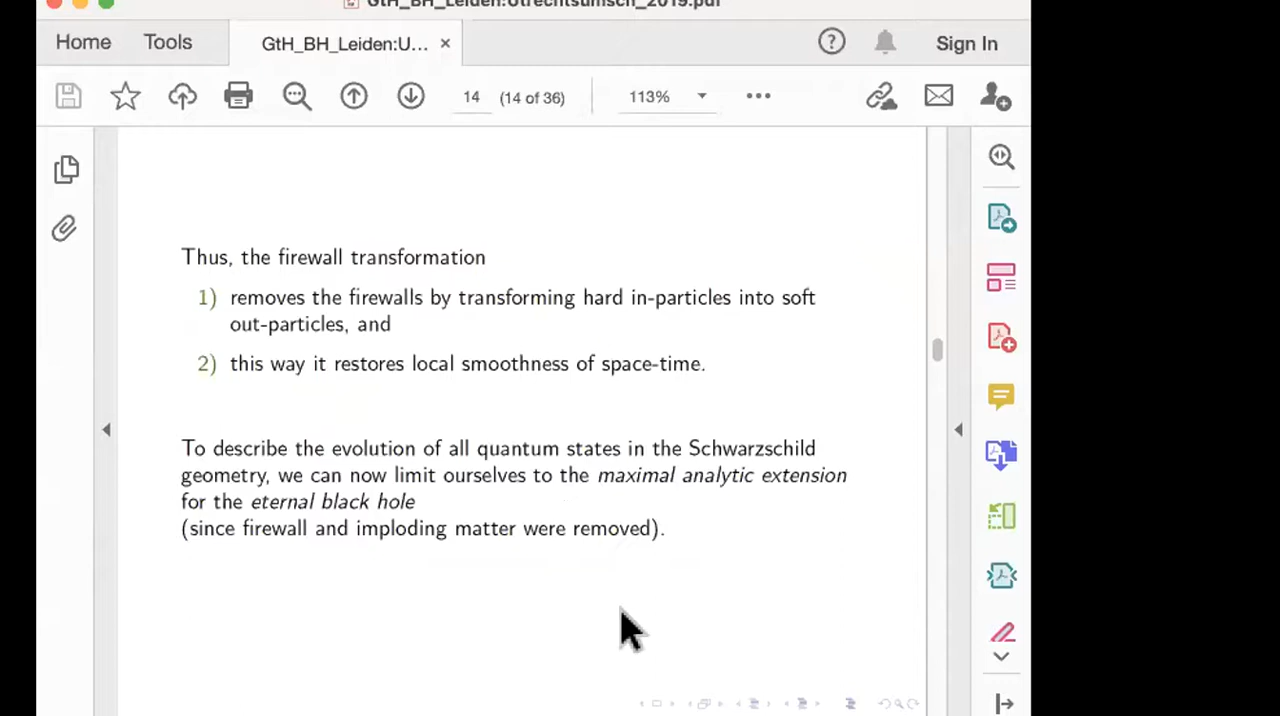 GtH_BH_Leiden:Utrechtsumsch_2019.pdf
Home Tools GtH_BH_Leiden:U... × Sign In
14 (14 of 36) 113%
Thus, the firewall transformation
1) removes the firewalls by transforming hard in-particles into soft
out-particles, and
2) this way it restores local smoothness of space-time.
To describe the evolution of all quantum states in the Schwarzschild
geometry, we can now limit ourselves to the maximal analytic extension
for the eternal black hole
(since firewall and imploding matter were removed).